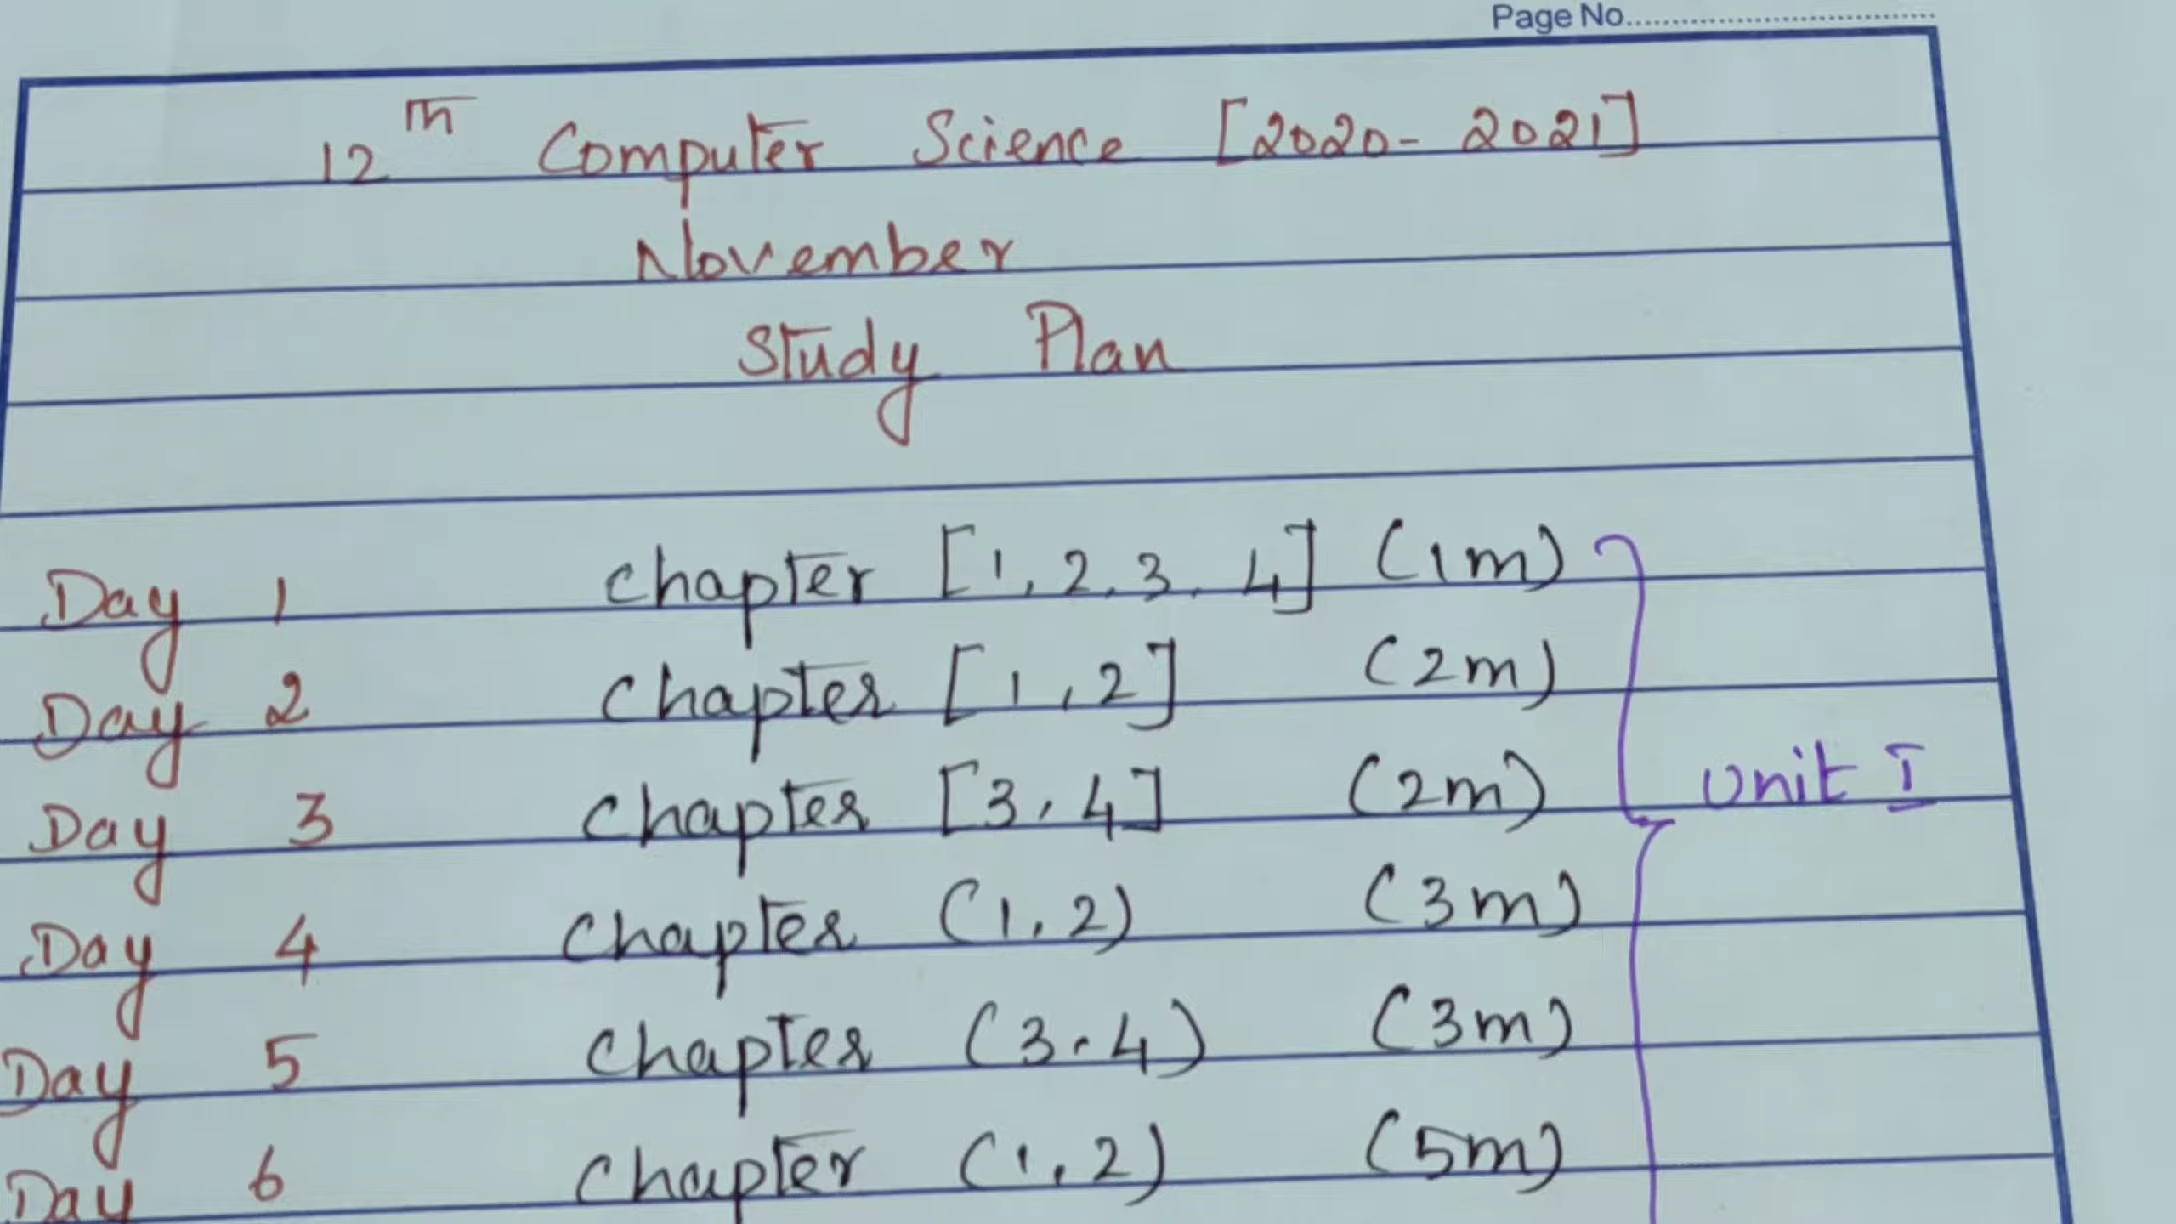 Page No..............................
12th Computer Science [2020-2021]
November
Study Plan
Day 1 chapter [1, 2, 3, 4] (1m)
Day 2 chapter [1, 2] (2m)
Day 3 chapter [3, 4] (2m) unit I
Day 4 chapter (1, 2) (3m)
Day 5 chapter (3, 4) (3m)
Day 6 chapter (1, 2) (5m)